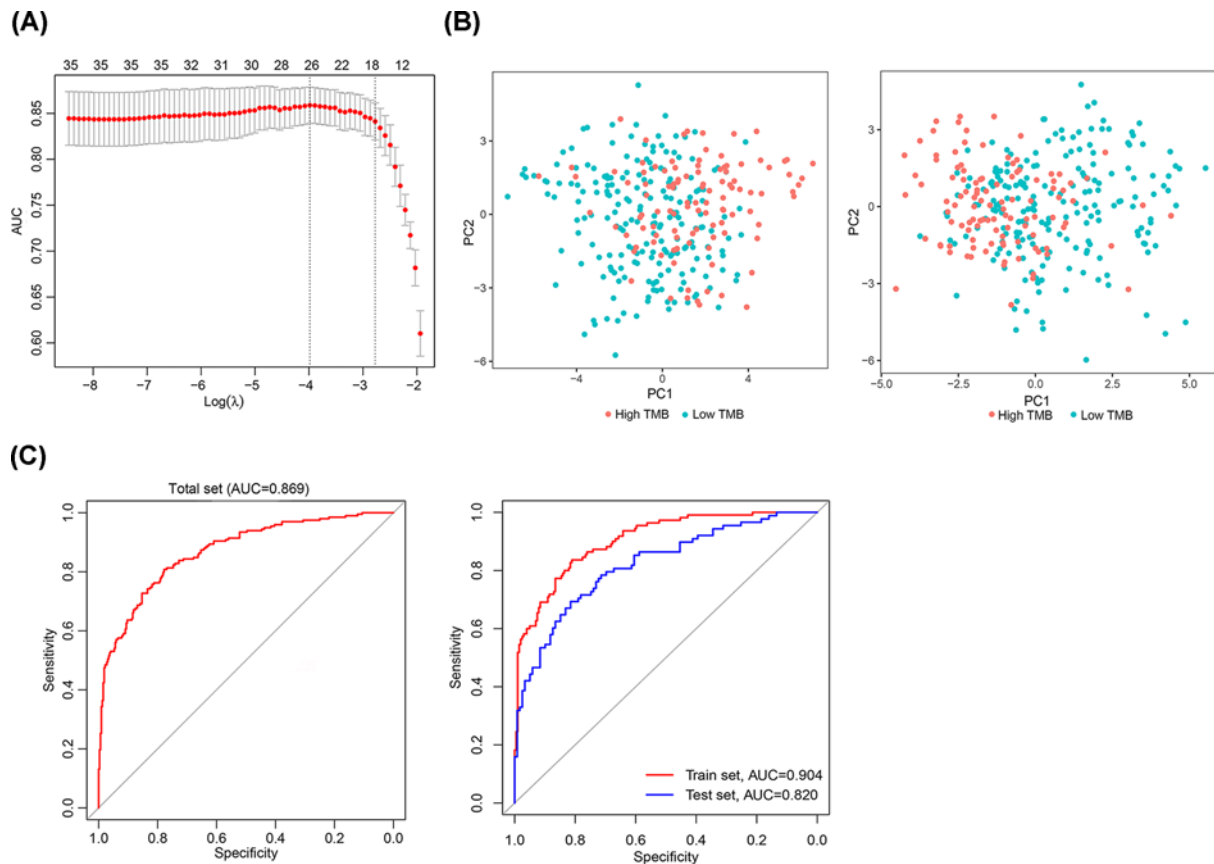 (A)
35 35 35 35 32 31 30 28 26 22 18 12
AUC
0.85
0.80
0.75
0.70
0.65
0.60
−8 −7 −6 −5 −4 −3 −2
Log(λ)
(B)
PC2
3
0
−3
−6
−4 0 4
PC1
High TMB Low TMB
PC2
3
0
−3
−6
−5.0 −2.5 0.0 2.5 5.0
PC1
High TMB Low TMB
(C)
Total set (AUC=0.869)
Sensitivity
1.0
0.8
0.6
0.4
0.2
0.0
1.0 0.8 0.6 0.4 0.2 0.0
Specificity
Sensitivity
1.0
0.8
0.6
0.4
0.2
0.0
Train set, AUC=0.904
Test set, AUC=0.820
1.0 0.8 0.6 0.4 0.2 0.0
Specificity